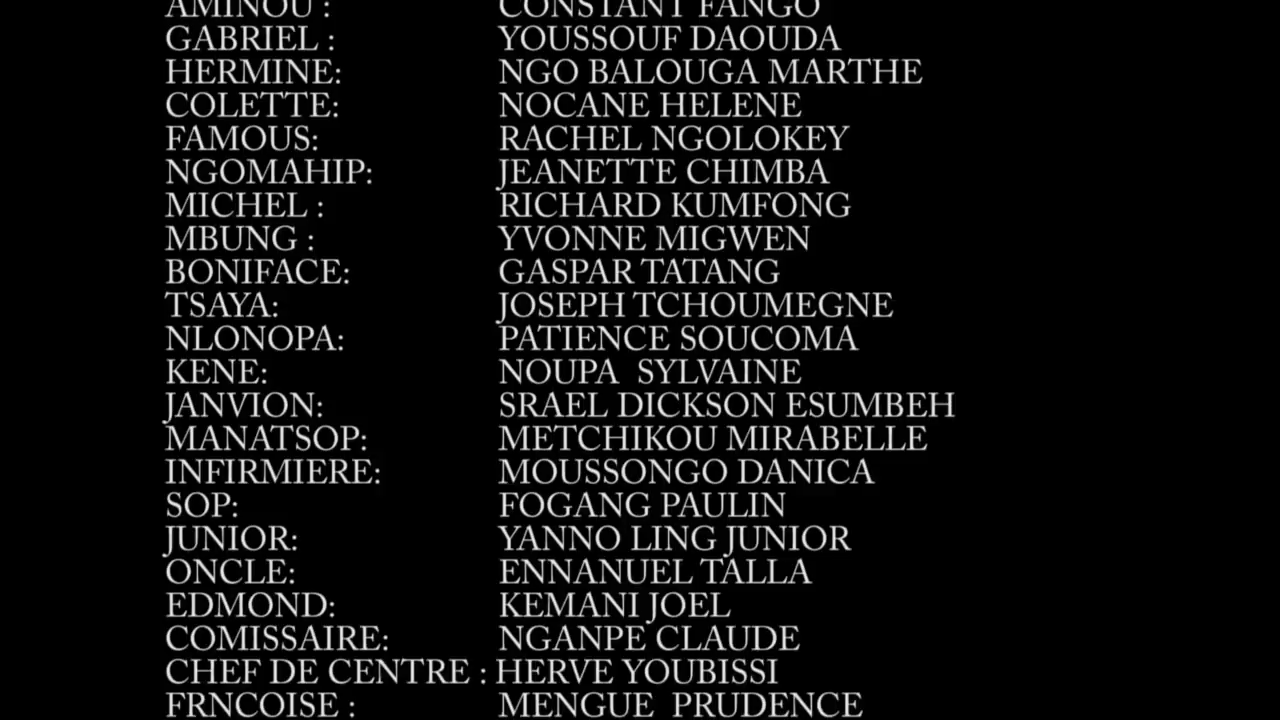 AMINOU : CONSTANT FANGO
GABRIEL : YOUSSOUF DAOUDA
HERMINE: NGO BALOUGA MARTHE
COLETTE: NOCANE HELENE
FAMOUS: RACHEL NGOLOKEY
NGOMAHIP: JEANETTE CHIMBA
MICHEL : RICHARD KUMFONG
MBUNG : YVONNE MIGWEN
BONIFACE: GASPAR TATANG
TSAYA: JOSEPH TCHOUMEGNE
NLONOPA: PATIENCE SOUCOMA
KENE: NOUPA  SYLVAINE
JANVION: SRAEL DICKSON ESUMBEH
MANATSOP: METCHIKOU MIRABELLE
INFIRMIERE: MOUSSONGO DANICA
SOP: FOGANG PAULIN
JUNIOR: YANNO LING JUNIOR
ONCLE: ENNANUEL TALLA
EDMOND: KEMANI JOEL
COMISSAIRE: NGANPE CLAUDE
CHEF DE CENTRE : HERVE YOUBISSI
FRNCOISE : MENGUE  PRUDENCE